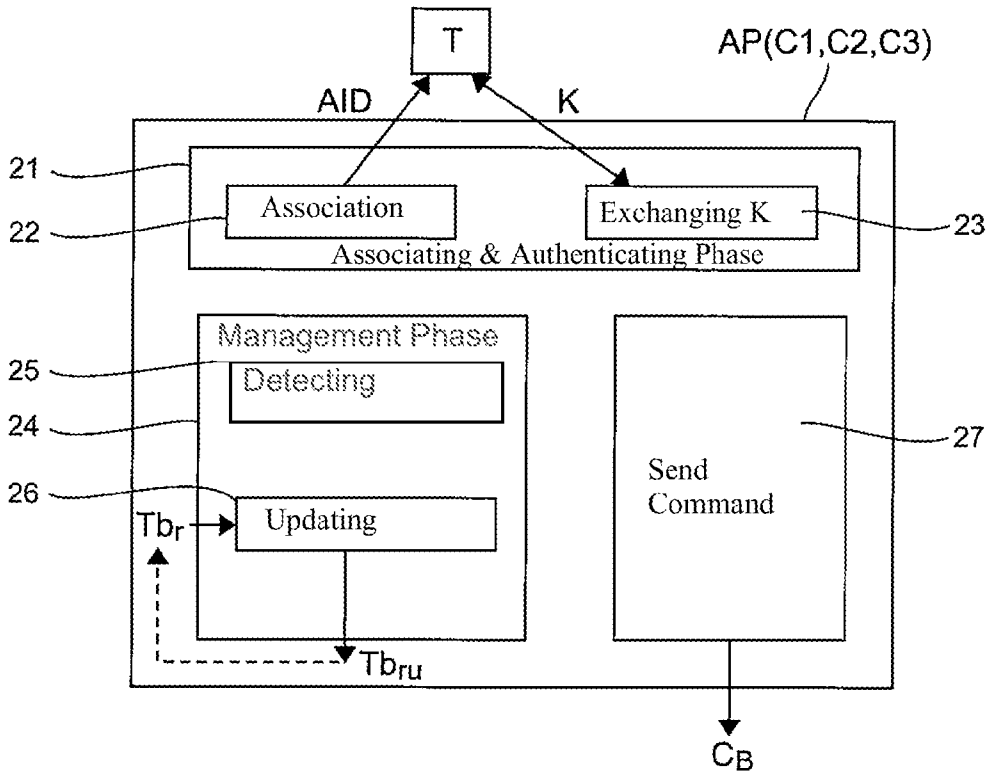 T
AP(C1,C2,C3)
AID
K
21
Association
22
Exchanging K
23
Associating & Authenticating Phase
Management Phase
25
Detecting
24
27
Send
Command
26
Updating
Tbr
Tbru
CB